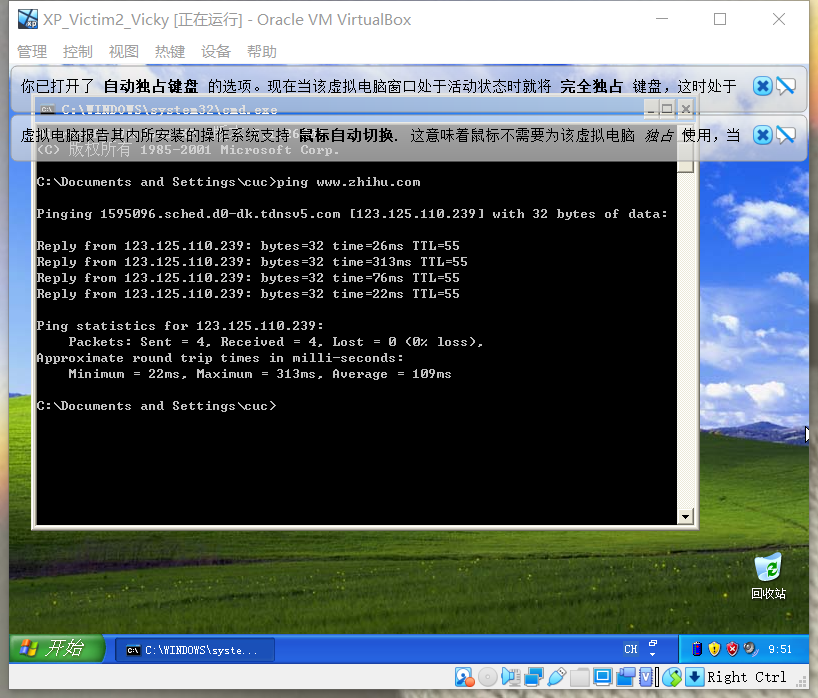 XP_Victim2_Vicky [正在运行] - Oracle VM VirtualBox
管理 控制 视图 热键 设备 帮助
你已打开了 自动独占键盘 的选项。现在当该虚拟电脑窗口处于活动状态时就将 完全独占 键盘，这时处于
C:\WINDOWS\system32\cmd.exe
虚拟电脑报告其内所安装的操作系统支持 鼠标自动切换. 这意味着鼠标不需要为该虚拟电脑 独占 使用，当
(C) 版权所有 1985-2001 Microsoft Corp.
C:\Documents and Settings\cuc>ping www.zhihu.com
Pinging 1595096.sched.d0-dk.tdnsv5.com [123.125.110.239] with 32 bytes of data:
Reply from 123.125.110.239: bytes=32 time=26ms TTL=55
Reply from 123.125.110.239: bytes=32 time=313ms TTL=55
Reply from 123.125.110.239: bytes=32 time=76ms TTL=55
Reply from 123.125.110.239: bytes=32 time=22ms TTL=55
Ping statistics for 123.125.110.239:
Packets: Sent = 4, Received = 4, Lost = 0 (0% loss),
Approximate round trip times in milli-seconds:
Minimum = 22ms, Maximum = 313ms, Average = 109ms
C:\Documents and Settings\cuc>
回收站
开始 C:\WINDOWS\syste... CH 9:51
Right Ctrl